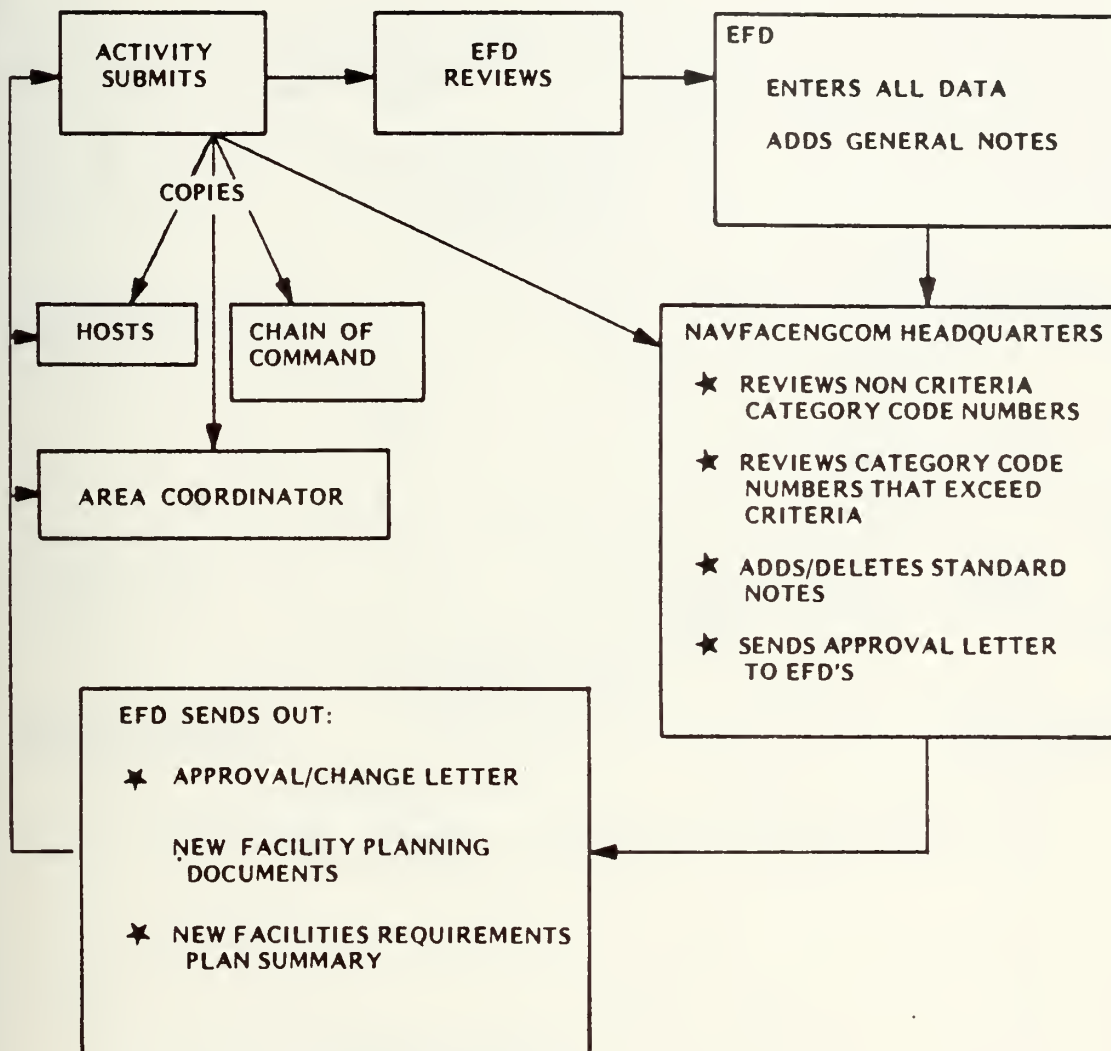 ACTIVITY
SUBMITS
EFD
REVIEWS
EFD
ENTERS ALL DATA
ADDS GENERAL NOTES
COPIES
HOSTS
CHAIN OF
COMMAND
AREA COORDINATOR
NAVFACENGCOM HEADQUARTERS
★ REVIEWS NON CRITERIA
CATEGORY CODE NUMBERS
★ REVIEWS CATEGORY CODE
NUMBERS THAT EXCEED
CRITERIA
★ ADDS/DELETES STANDARD
NOTES
★ SENDS APPROVAL LETTER
TO EFD'S
EFD SENDS OUT:
★ APPROVAL/CHANGE LETTER
NEW FACILITY PLANNING
DOCUMENTS
★ NEW FACILITIES REQUIREMENTS
PLAN SUMMARY